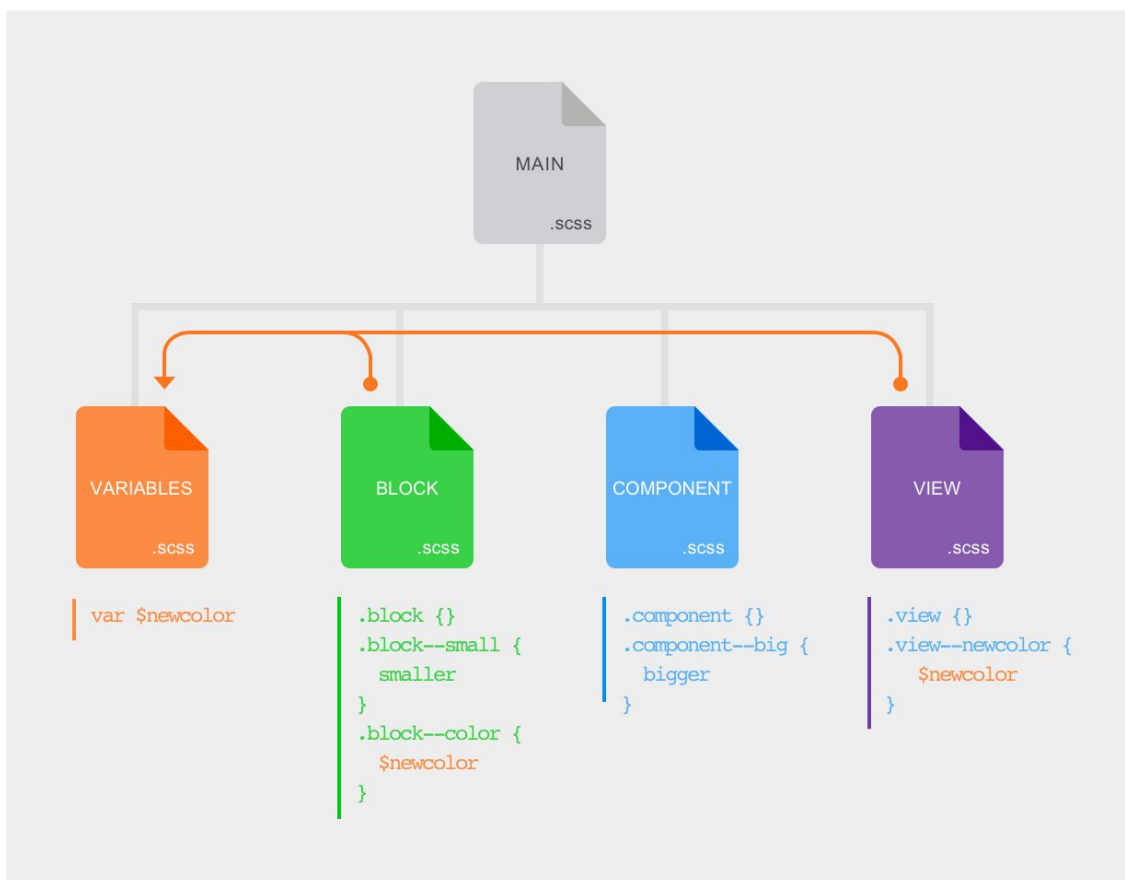 MAIN
.scss
VARIABLES
.scss
BLOCK
.scss
COMPONENT
.scss
VIEW
.scss
var $newcolor
.block {}
.block--small {
smaller
}
.block--color {
$newcolor
}
.component {}
.component--big {
bigger
}
.view {}
.view--newcolor {
$newcolor
}